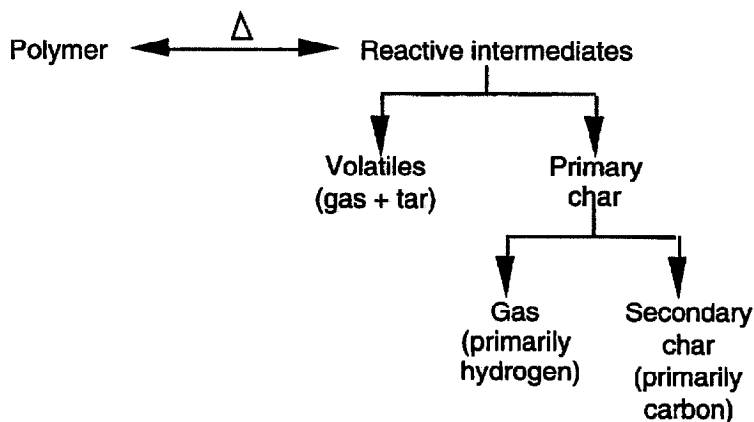 Polymer
Δ
Reactive intermediates
Volatiles
(gas + tar)
Primary
char
Gas
(primarily
hydrogen)
Secondary
char
(primarily
carbon)